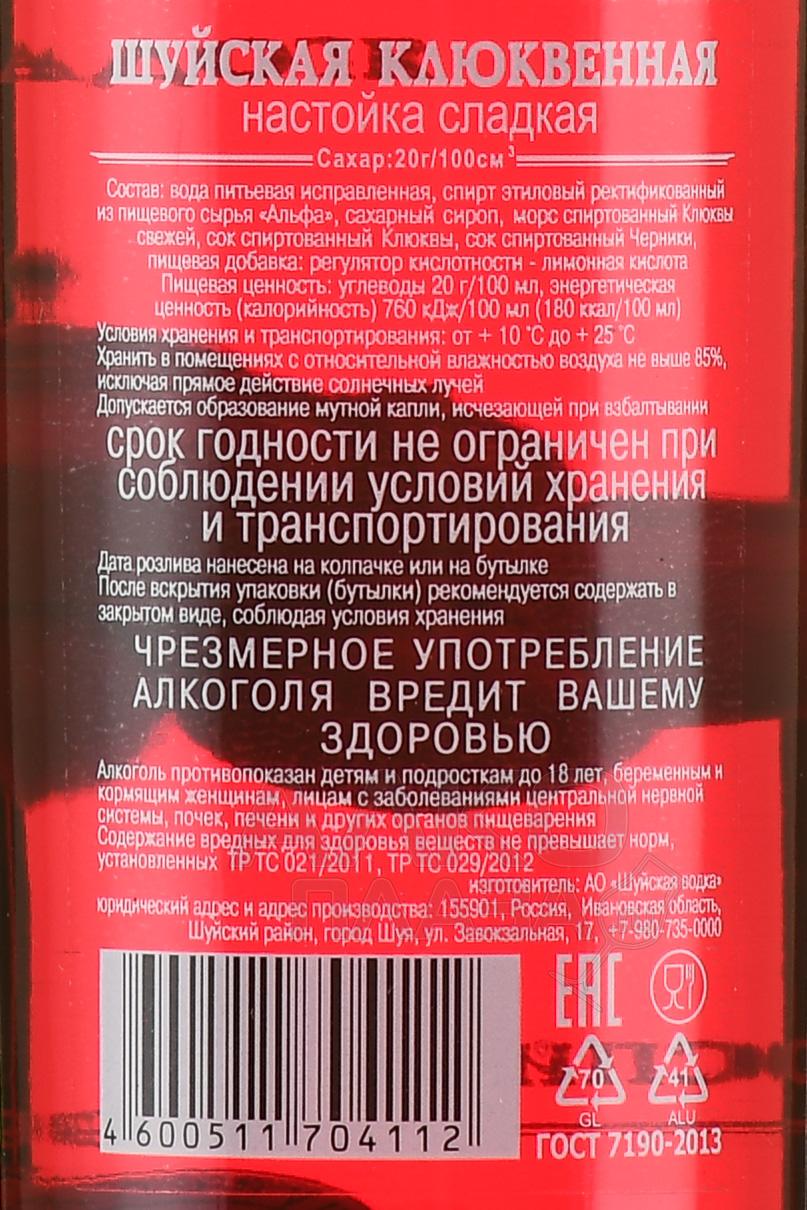 ШУЙСКАЯ КЛЮКВЕННАЯ
настойка сладкая
Сахар:20г/100см³
Состав: вода питьевая исправленная, спирт этиловый ректификованный
из пищевого сырья «Альфа», сахарный сироп, морс спиртованный Клюквы
свежей, сок спиртованный Клюквы, сок спиртованный Черники,
пищевая добавка: регулятор кислотности - лимонная кислота
Пищевая ценность: углеводы 20 г/100 мл, энергетическая
ценность (калорийность) 760 кДж/100 мл (180 ккал/100 мл)
Условия хранения и транспортирования: от + 10 °С до + 25 °С
Хранить в помещениях с относительной влажностью воздуха не выше 85%,
исключая прямое действие солнечных лучей
Допускается образование мутной капли, исчезающей при взбалтывании
срок годности не ограничен при
соблюдении условий хранения
и транспортирования
Дата розлива нанесена на колпачке или на бутылке
После вскрытия упаковки (бутылки) рекомендуется содержать в
закрытом виде, соблюдая условия хранения
ЧРЕЗМЕРНОЕ УПОТРЕБЛЕНИЕ
АЛКОГОЛЯ ВРЕДИТ ВАШЕМУ
ЗДОРОВЬЮ
Алкоголь противопоказан детям и подросткам до 18 лет, беременным и
кормящим женщинам, лицам с заболеваниями центральной нервной
системы, почек, печени и других органов пищеварения
Содержание вредных для здоровья веществ не превышает норм,
установленных ТР ТС 021/2011, ТР ТС 029/2012
изготовитель: АО «Шуйская водка»
юридический адрес и адрес производства: 155901, Россия, Ивановская область,
Шуйский район, город Шуя, ул. Завокзальная, 17, +7-980-735-0000
EAC
70 41
GL ALU
4 600511 704112
ГОСТ 7190-2013